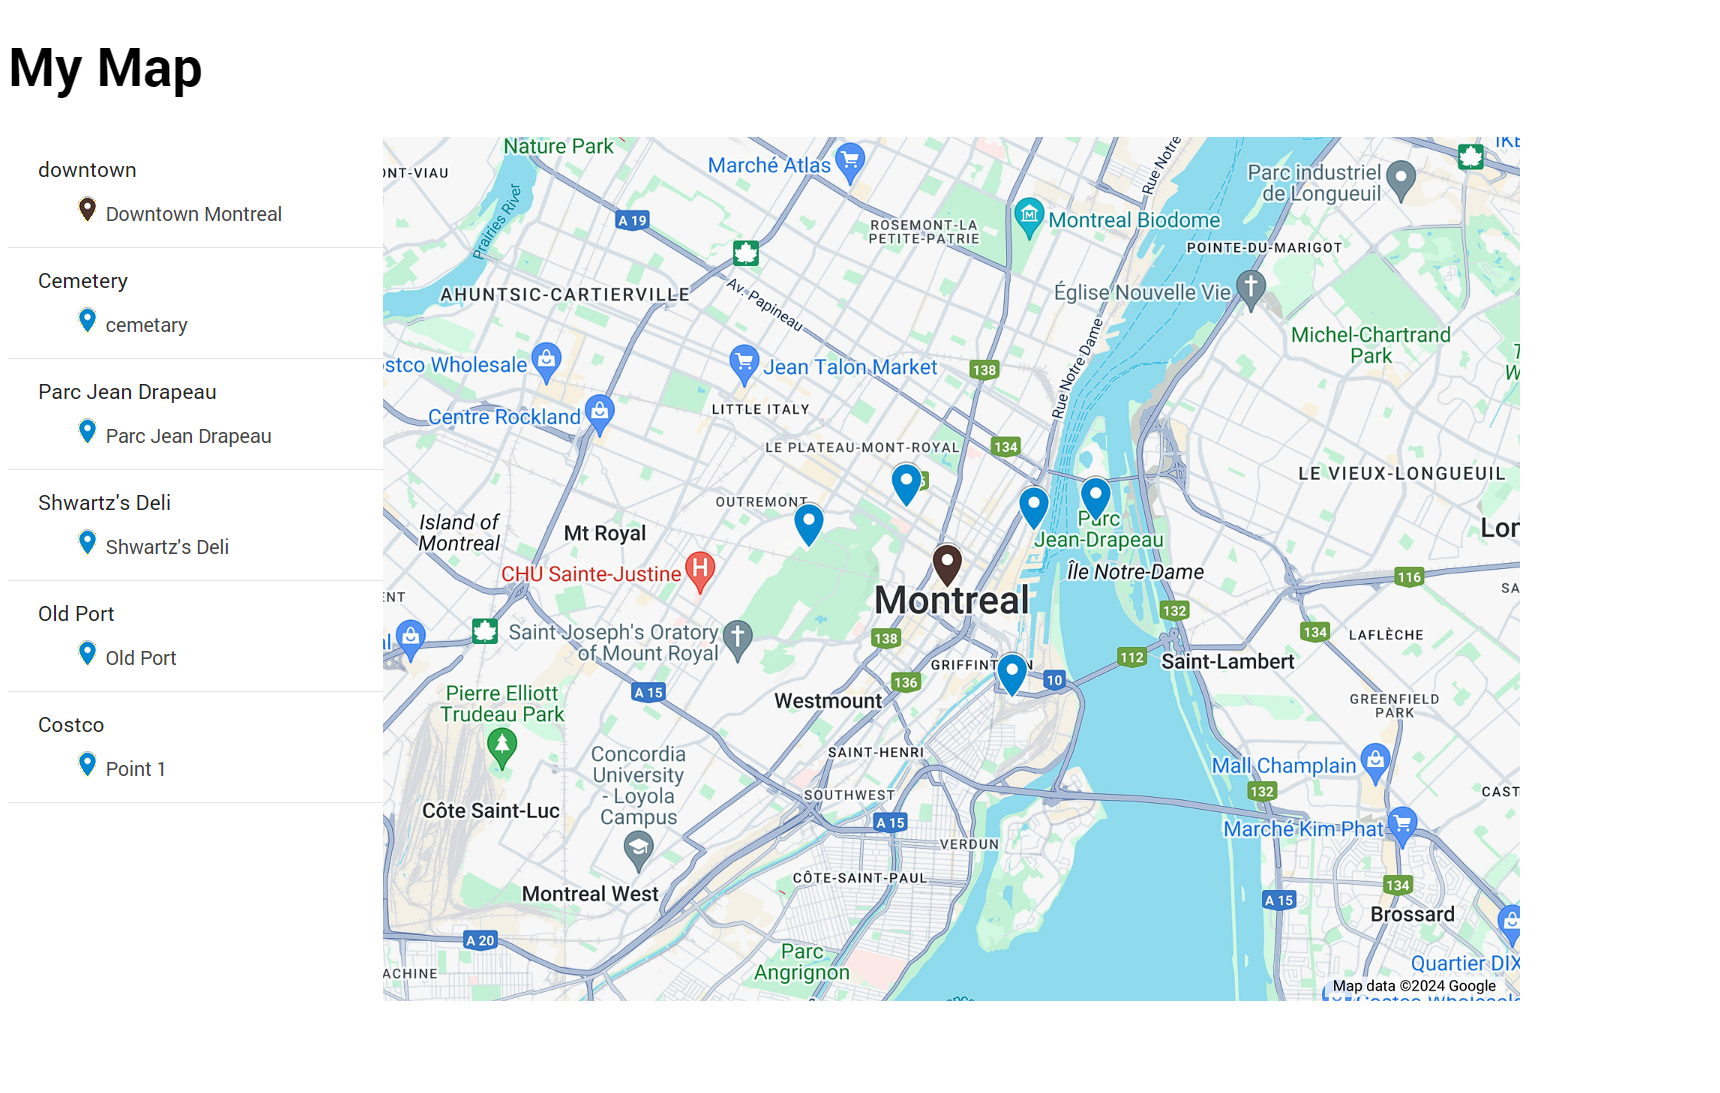 My Map
downtown
Downtown Montreal
Cemetery
cemetary
Parc Jean Drapeau
Parc Jean Drapeau
Shwartz's Deli
Shwartz's Deli
Old Port
Old Port
Costco
Point 1
Nature Park
ONT-VIAU
Marché Atlas
Rue Notre
Parc industriel
de Longueuil
IKE
Prairies River
A 19
ROSEMONT-LA
PETITE-PATRIE
Montreal Biodome
POINTE-DU-MARIGOT
AHUNTSIC-CARTIERVILLE
Av. Papineau
Église Nouvelle Vie
Michel-Chartrand
Park
ostco Wholesale
Jean Talon Market
138
Rue Notre-Dame
T
W
Centre Rockland
LITTLE ITALY
LE PLATEAU-MONT-ROYAL
134
LE VIEUX-LONGUEUIL
OUTREMONT
Island of
Montreal
Mt Royal
Parc
Jean-Drapeau
Lon
CHU Sainte-Justine
Île Notre-Dame
116
SA
ENT
Montreal
132
al
Saint Joseph's Oratory
of Mount Royal
138
134
LAFLÈCHE
GRIFFINTOWN
112
Saint-Lambert
Pierre Elliott
Trudeau Park
A 15
136
10
Westmount
GREENFIELD
PARK
Concordia
University
- Loyola
Campus
SAINT-HENRI
Mall Champlain
SOUTHWEST
132
CAST
Côte Saint-Luc
A 15
Marché Kim Phat
VERDUN
Montreal West
CÔTE-SAINT-PAUL
134
A 15
Brossard
A 20
Parc
Angrignon
ACHINE
Quartier DIX
Map data ©2024 Google
Costco Wholesale